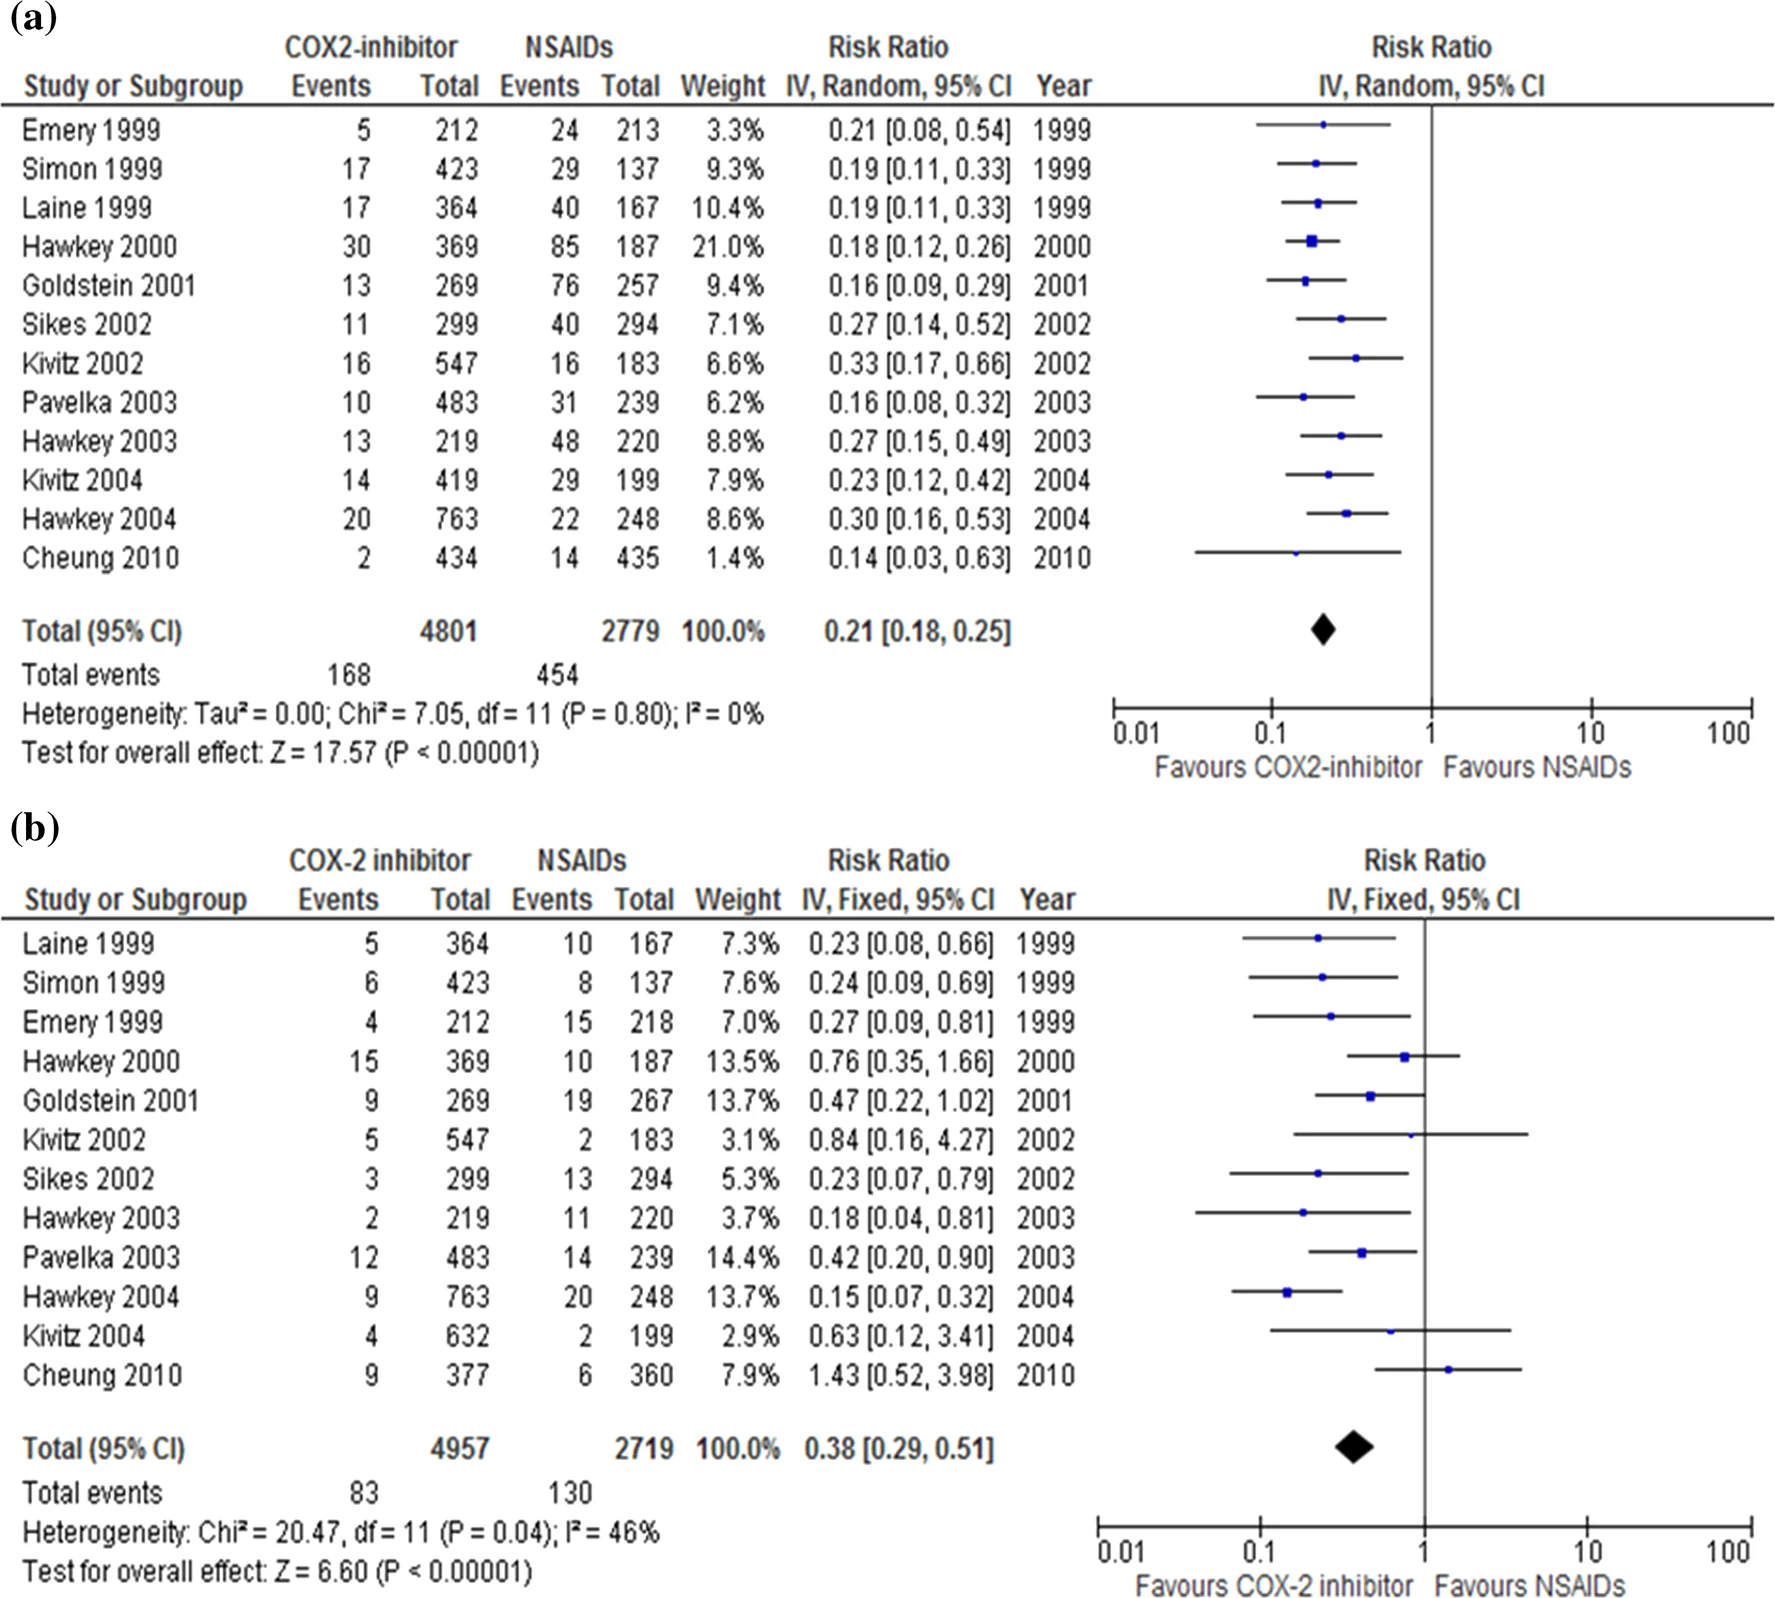 (a)
COX2-inhibitor NSAIDs Risk Ratio Risk Ratio
Study or Subgroup Events Total Events Total Weight IV, Random, 95% CI Year IV, Random, 95% CI
Emery 1999 5 212 24 213 3.3% 0.21 [0.08, 0.54] 1999
Simon 1999 17 423 29 137 9.3% 0.19 [0.11, 0.33] 1999
Laine 1999 17 364 40 167 10.4% 0.19 [0.11, 0.33] 1999
Hawkey 2000 30 369 85 187 21.0% 0.18 [0.12, 0.26] 2000
Goldstein 2001 13 269 76 257 9.4% 0.16 [0.09, 0.29] 2001
Sikes 2002 11 299 40 294 7.1% 0.27 [0.14, 0.52] 2002
Kivitz 2002 16 547 16 183 6.6% 0.33 [0.17, 0.66] 2002
Pavelka 2003 10 483 31 239 6.2% 0.16 [0.08, 0.32] 2003
Hawkey 2003 13 219 48 220 8.8% 0.27 [0.15, 0.49] 2003
Kivitz 2004 14 419 29 199 7.9% 0.23 [0.12, 0.42] 2004
Hawkey 2004 20 763 22 248 8.6% 0.30 [0.16, 0.53] 2004
Cheung 2010 2 434 14 435 1.4% 0.14 [0.03, 0.63] 2010
Total (95% CI) 4801 2779 100.0% 0.21 [0.18, 0.25]
Total events 168 454
Heterogeneity: Tau² = 0.00; Chi² = 7.05, df = 11 (P = 0.80); I² = 0%
Test for overall effect: Z = 17.57 (P < 0.00001)
0.01 0.1 1 10 100
Favours COX2-inhibitor Favours NSAIDs
(b)
COX-2 inhibitor NSAIDs Risk Ratio Risk Ratio
Study or Subgroup Events Total Events Total Weight IV, Fixed, 95% CI Year IV, Fixed, 95% CI
Laine 1999 5 364 10 167 7.3% 0.23 [0.08, 0.66] 1999
Simon 1999 6 423 8 137 7.6% 0.24 [0.09, 0.69] 1999
Emery 1999 4 212 15 218 7.0% 0.27 [0.09, 0.81] 1999
Hawkey 2000 15 369 10 187 13.5% 0.76 [0.35, 1.66] 2000
Goldstein 2001 9 269 19 267 13.7% 0.47 [0.22, 1.02] 2001
Kivitz 2002 5 547 2 183 3.1% 0.84 [0.16, 4.27] 2002
Sikes 2002 3 299 13 294 5.3% 0.23 [0.07, 0.79] 2002
Hawkey 2003 2 219 11 220 3.7% 0.18 [0.04, 0.81] 2003
Pavelka 2003 12 483 14 239 14.4% 0.42 [0.20, 0.90] 2003
Hawkey 2004 9 763 20 248 13.7% 0.15 [0.07, 0.32] 2004
Kivitz 2004 4 632 2 199 2.9% 0.63 [0.12, 3.41] 2004
Cheung 2010 9 377 6 360 7.9% 1.43 [0.52, 3.98] 2010
Total (95% CI) 4957 2719 100.0% 0.38 [0.29, 0.51]
Total events 83 130
Heterogeneity: Chi² = 20.47, df = 11 (P = 0.04); I² = 46%
Test for overall effect: Z = 6.60 (P < 0.00001)
0.01 0.1 1 10 100
Favours COX-2 inhibitor Favours NSAIDs